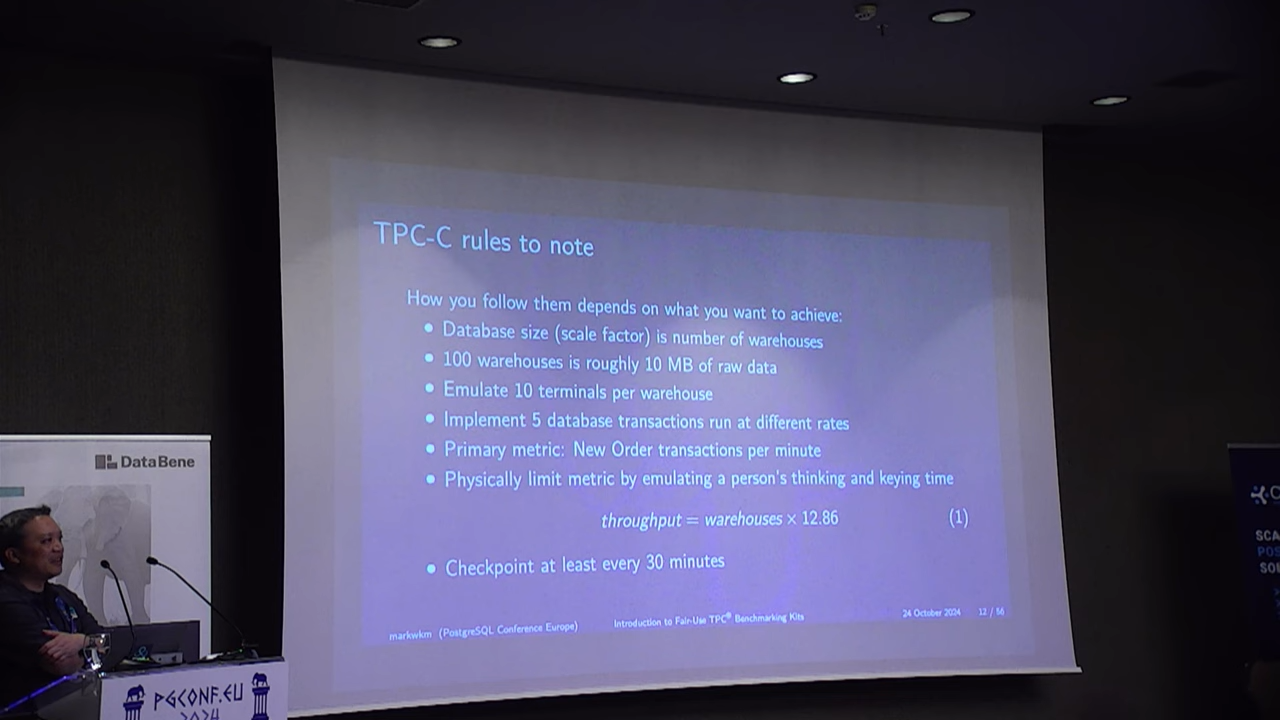 TPC-C rules to note
How you follow them depends on what you want to achieve:
• Database size (scale factor) is number of warehouses
• 100 warehouses is roughly 10 MB of raw data
• Emulate 10 terminals per warehouse
• Implement 5 database transactions run at different rates
• Primary metric: New Order transactions per minute
• Physically limit metric by emulating a person's thinking and keying time
throughput = warehouses × 12.86 (1)
• Checkpoint at least every 30 minutes
markwkm (PostgreSQL Conference Europe) Introduction to Fair-Use TPC® Benchmarking Kits 24 October 2024 12 / 56
DataBene
PGCONF.EU
2024